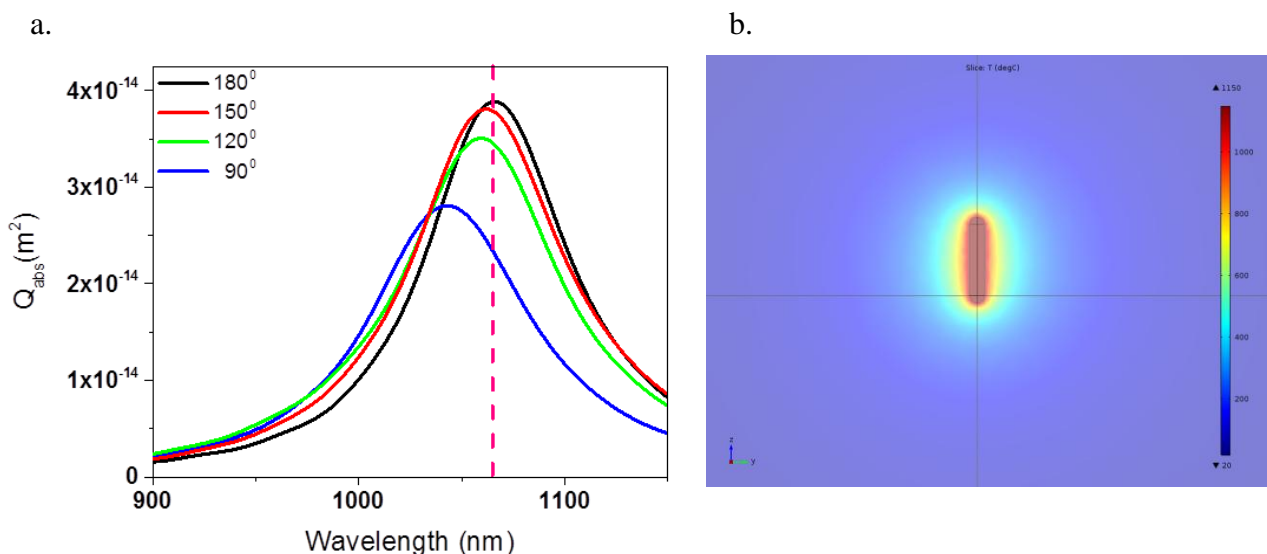 a.
b.
4x10⁻¹⁴
3x10⁻¹⁴
2x10⁻¹⁴
1x10⁻¹⁴
0
Q_abs(m²)
180⁰
150⁰
120⁰
90⁰
900
1000
1100
Wavelength (nm)
Slice: T (degC)
▲ 1150
1000
800
600
400
200
▼ 20
z
y